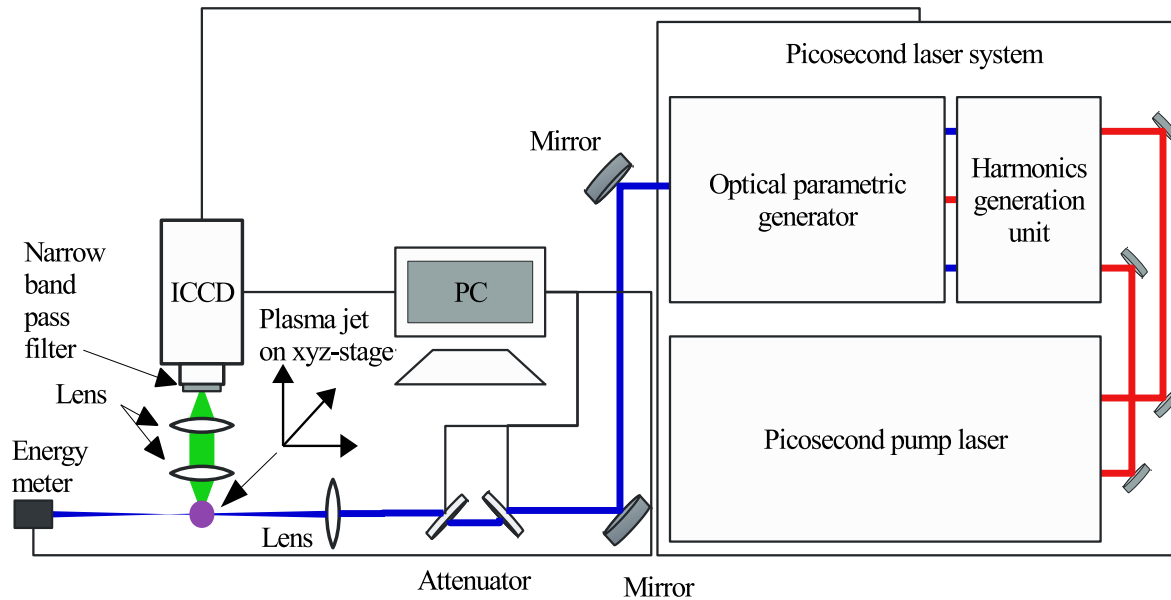 Picosecond laser system
Mirror
Optical parametric
generator
Harmonics
generation
unit
Narrow
band
pass
filter
ICCD
PC
Plasma jet
on xyz-stage
Lens
Picosecond pump laser
Energy
meter
Lens
Attenuator
Mirror